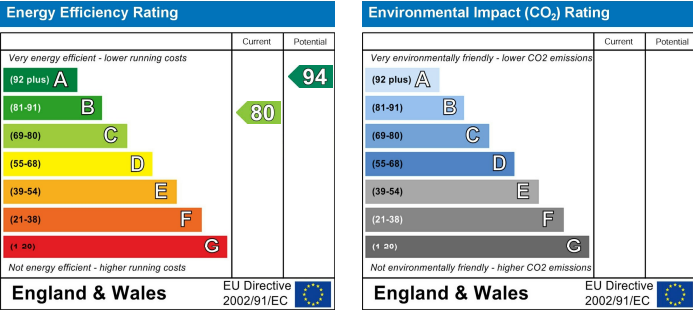 Energy Efficiency Rating
Current Potential
Very energy efficient - lower running costs
(92 plus) A
94
(81-91) B
80
(69-80) C
(55-68) D
(39-54) E
(21-38) F
(1 20) G
Not energy efficient - higher running costs
England & Wales
EU Directive
2002/91/EC
Environmental Impact (CO₂) Rating
Current Potential
Very environmentally friendly - lower CO2 emissions
(92 plus) A
(81-91) B
(69-80) C
(55-68) D
(39-54) E
(21-38) F
(1 20) G
Not environmentally friendly - higher CO2 emissions
England & Wales
EU Directive
2002/91/EC